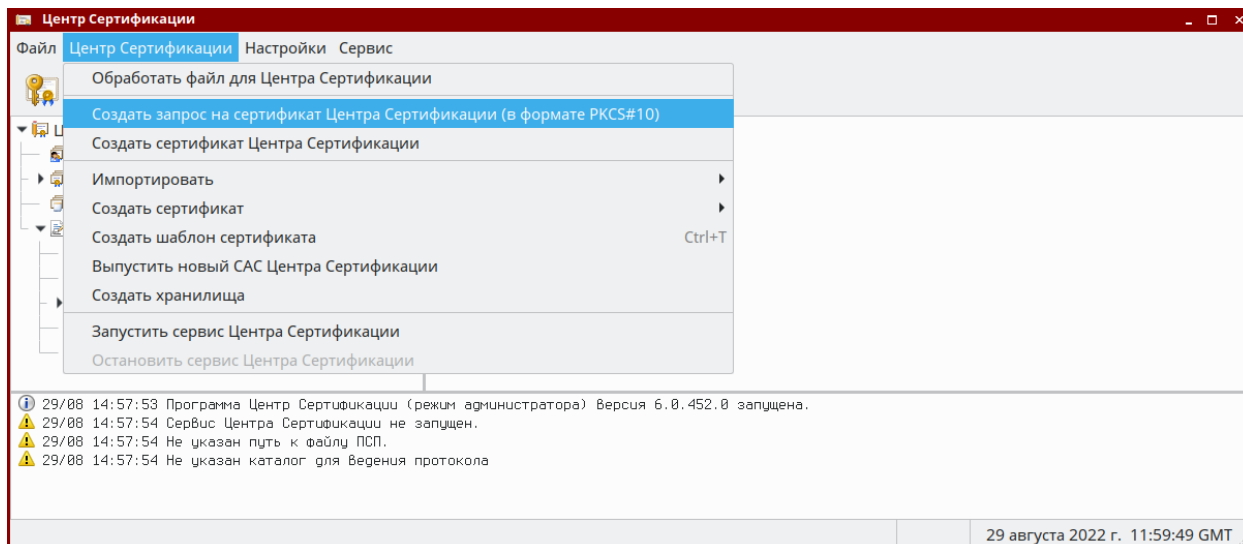 Центр Сертификации
Файл Центр Сертификации Настройки Сервис
Обработать файл для Центра Сертификации
Создать запрос на сертификат Центра Сертификации (в формате PKCS#10)
Создать сертификат Центра Сертификации
Импортировать
Создать сертификат
Создать шаблон сертификата Ctrl+T
Выпустить новый САС Центра Сертификации
Создать хранилища
Запустить сервис Центра Сертификации
Остановить сервис Центра Сертификации
29/08 14:57:53 Программа Центр Сертификации (режим администратора) Версия 6.0.452.0 запущена.
29/08 14:57:54 Сервис Центра Сертификации не запущен.
29/08 14:57:54 Не указан путь к файлу ПСП.
29/08 14:57:54 Не указан каталог для ведения протокола
29 августа 2022 г. 11:59:49 GMT